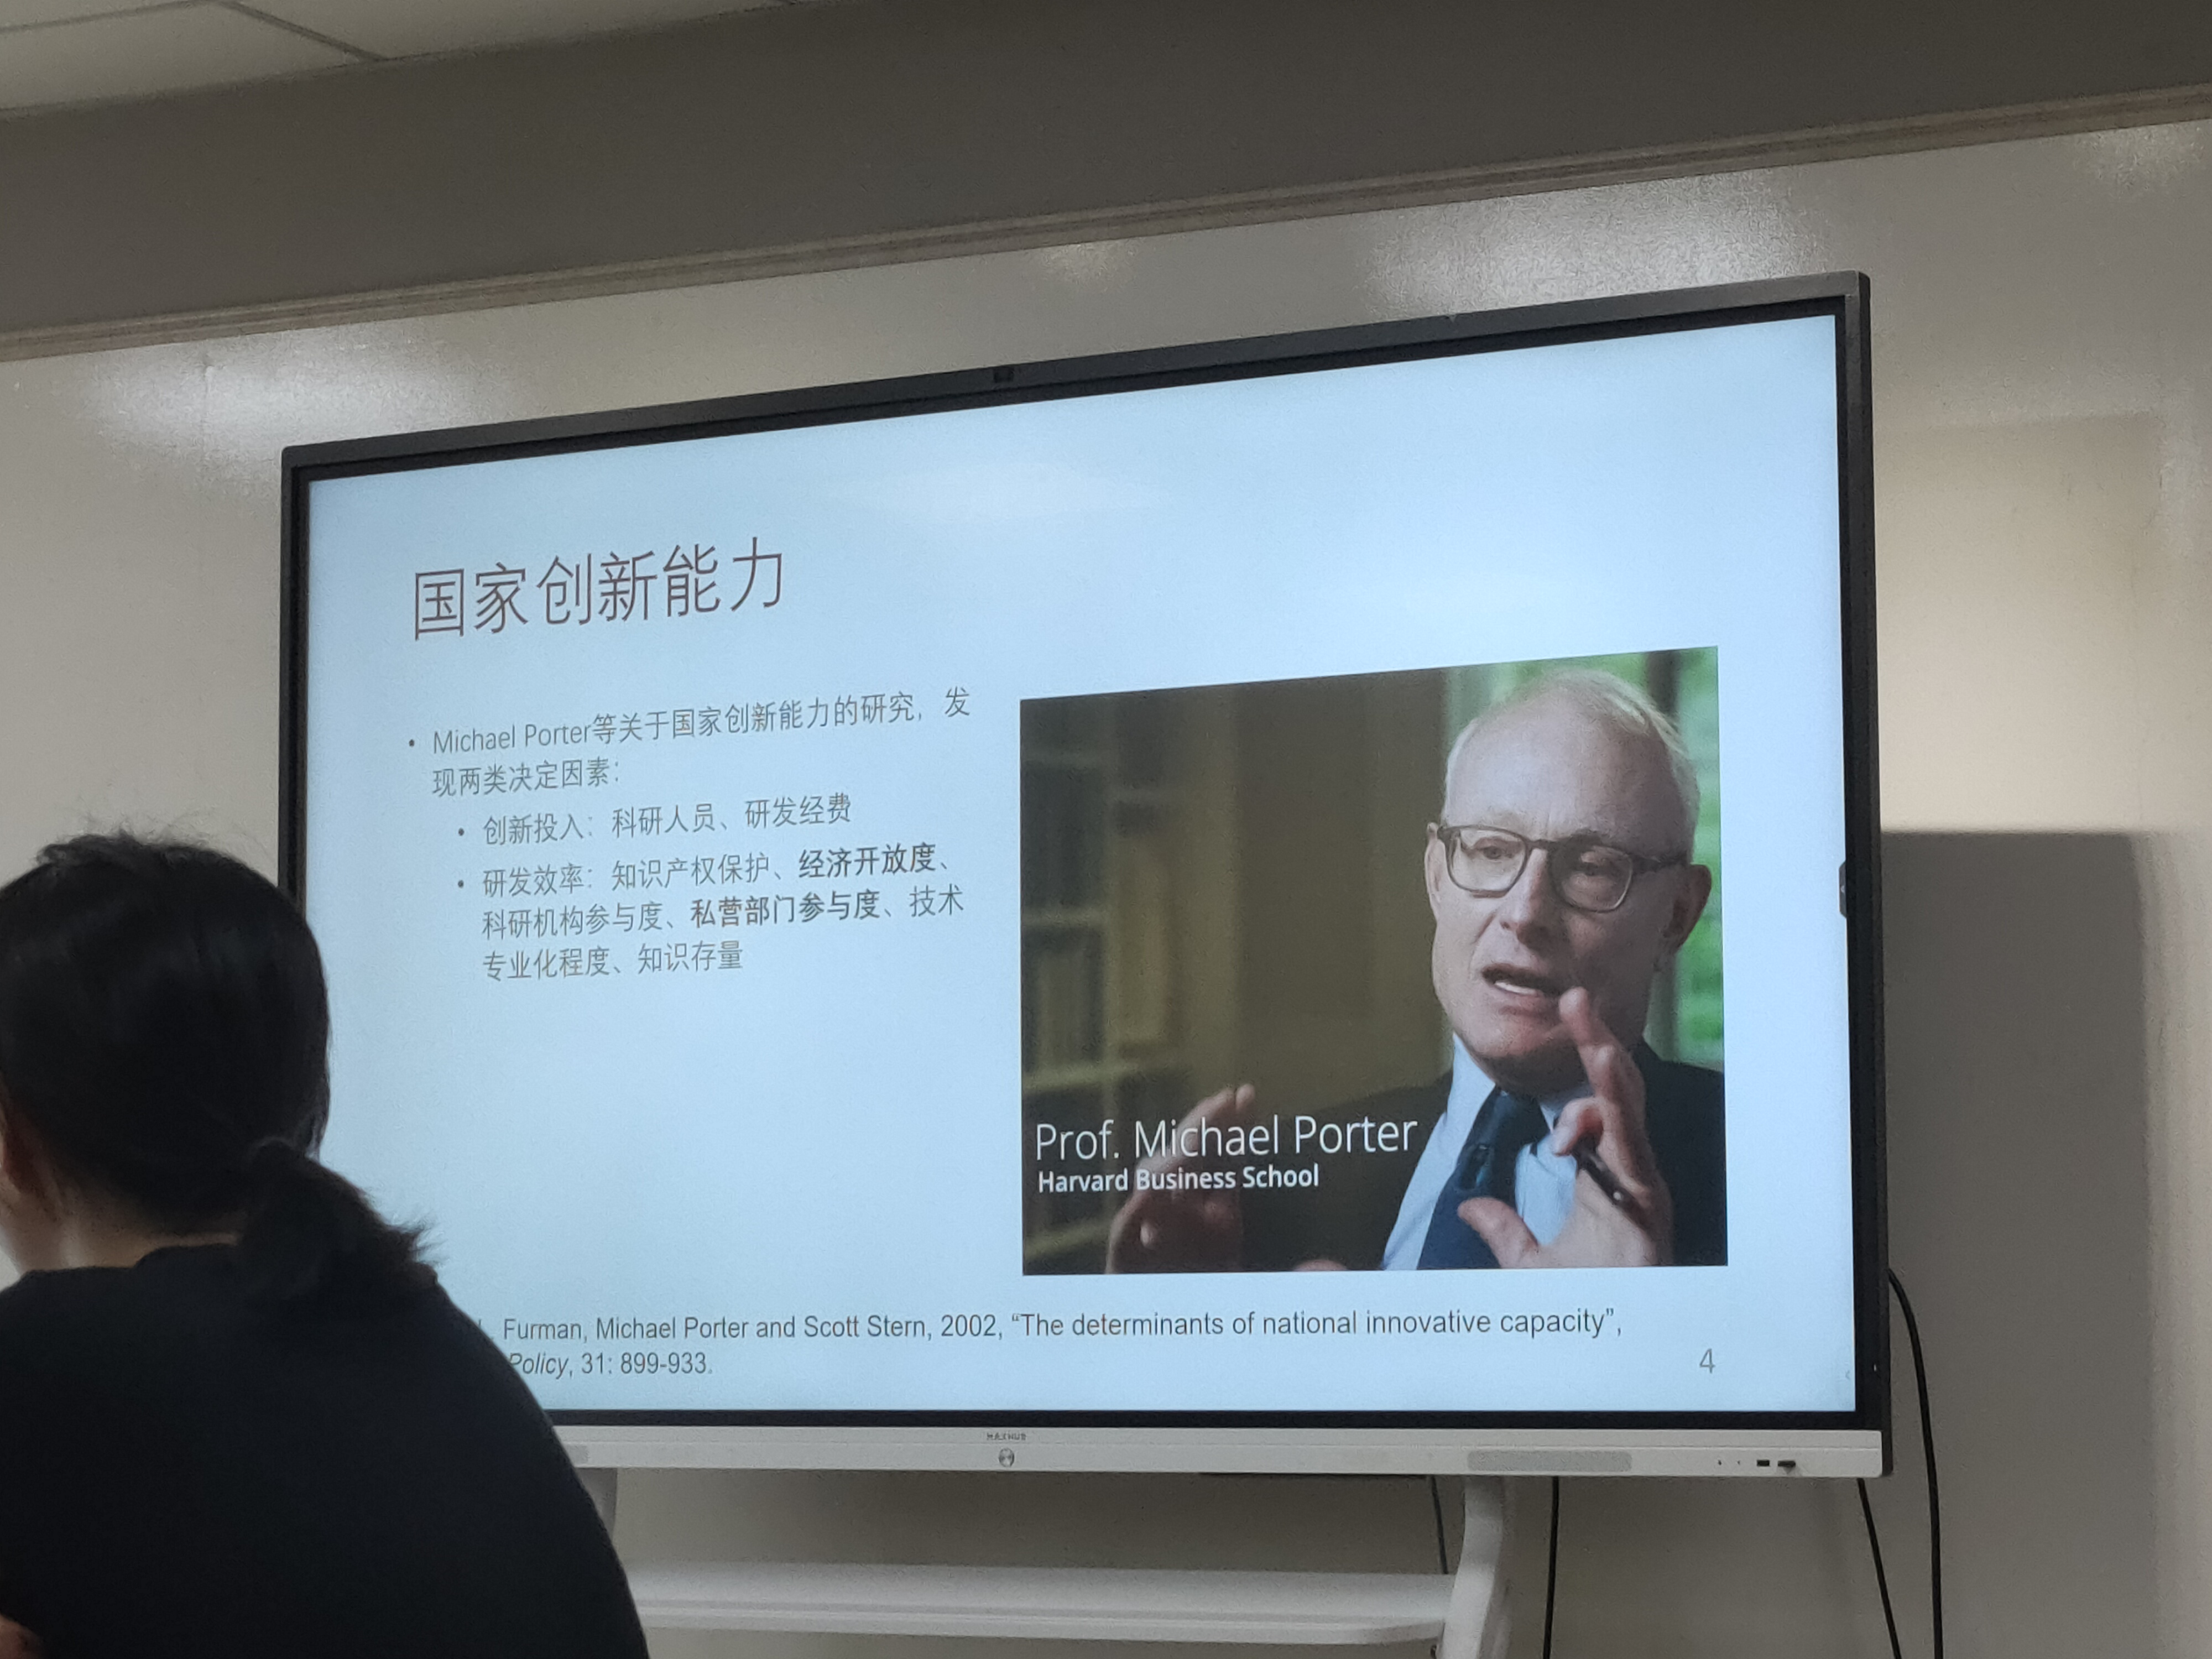 国家创新能力
• Michael Porter等关于国家创新能力的研究，发
现两类决定因素：
• 创新投入：科研人员、研发经费
• 研发效率：知识产权保护、经济开放度、
科研机构参与度、私营部门参与度、技术
专业化程度、知识存量
Prof. Michael Porter
Harvard Business School
Furman, Michael Porter and Scott Stern, 2002, “The determinants of national innovative capacity”,
Policy, 31: 899-933.
4
MAXHUB